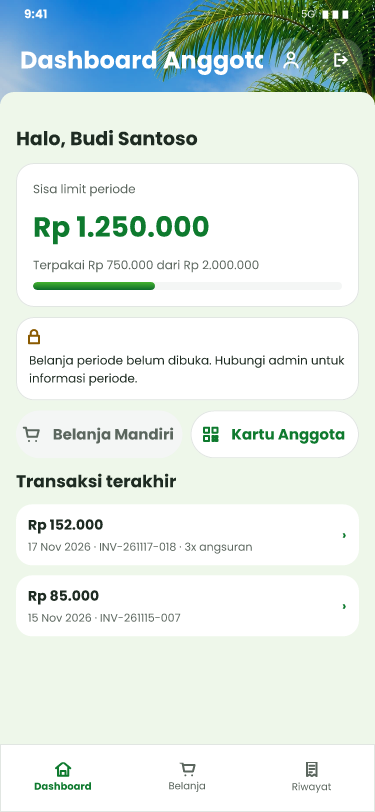 9:41
5G
Dashboard Anggota
Halo, Budi Santoso
Sisa limit periode
Rp 1.250.000
Terpakai Rp 750.000 dari Rp 2.000.000
Belanja periode belum dibuka. Hubungi admin untuk
informasi periode.
Belanja Mandiri
Kartu Anggota
Transaksi terakhir
Rp 152.000
17 Nov 2026 · INV-261117-018 · 3x angsuran
›
Rp 85.000
15 Nov 2026 · INV-261115-007
›
Dashboard
Belanja
Riwayat